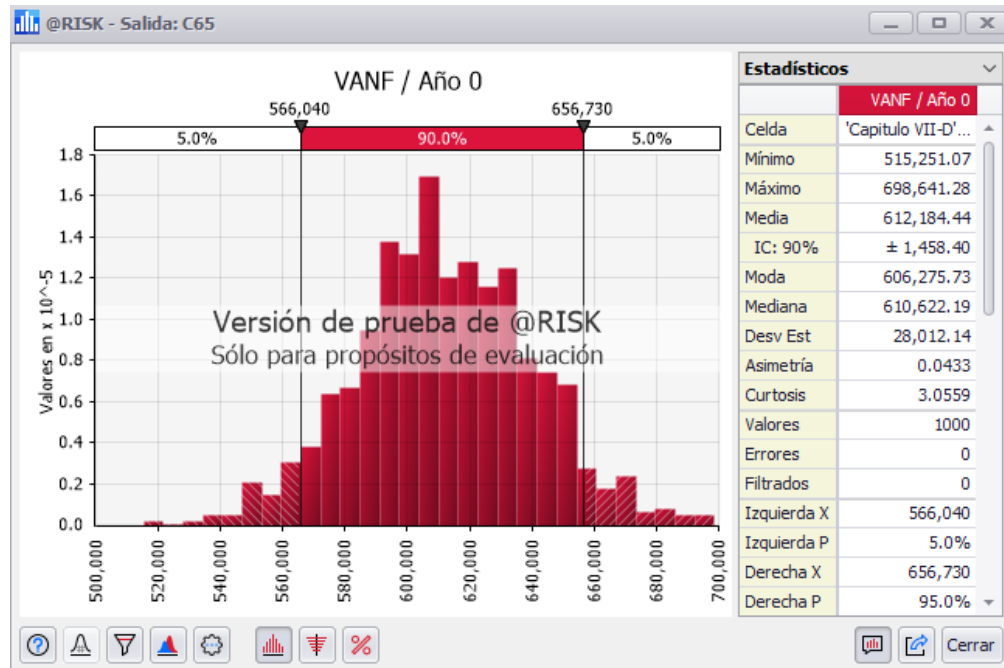 @RISK - Salida: C65
VANF / Año 0
566,040 656,730
5.0% 90.0% 5.0%
Valores en x 10^-5
1.8
1.6
1.4
1.2
1.0
0.8
0.6
0.4
0.2
0.0
500,000
520,000
540,000
560,000
580,000
600,000
620,000
640,000
660,000
680,000
700,000
Versión de prueba de @RISK
Sólo para propósitos de evaluación
Estadísticos
VANF / Año 0
Celda 'Capitulo VII-D'...
Mínimo 515,251.07
Máximo 698,641.28
Media 612,184.44
IC: 90% ± 1,458.40
Moda 606,275.73
Mediana 610,622.19
Desv Est 28,012.14
Asimetría 0.0433
Curtosis 3.0559
Valores 1000
Errores 0
Filtrados 0
Izquierda X 566,040
Izquierda P 5.0%
Derecha X 656,730
Derecha P 95.0%
Cerrar